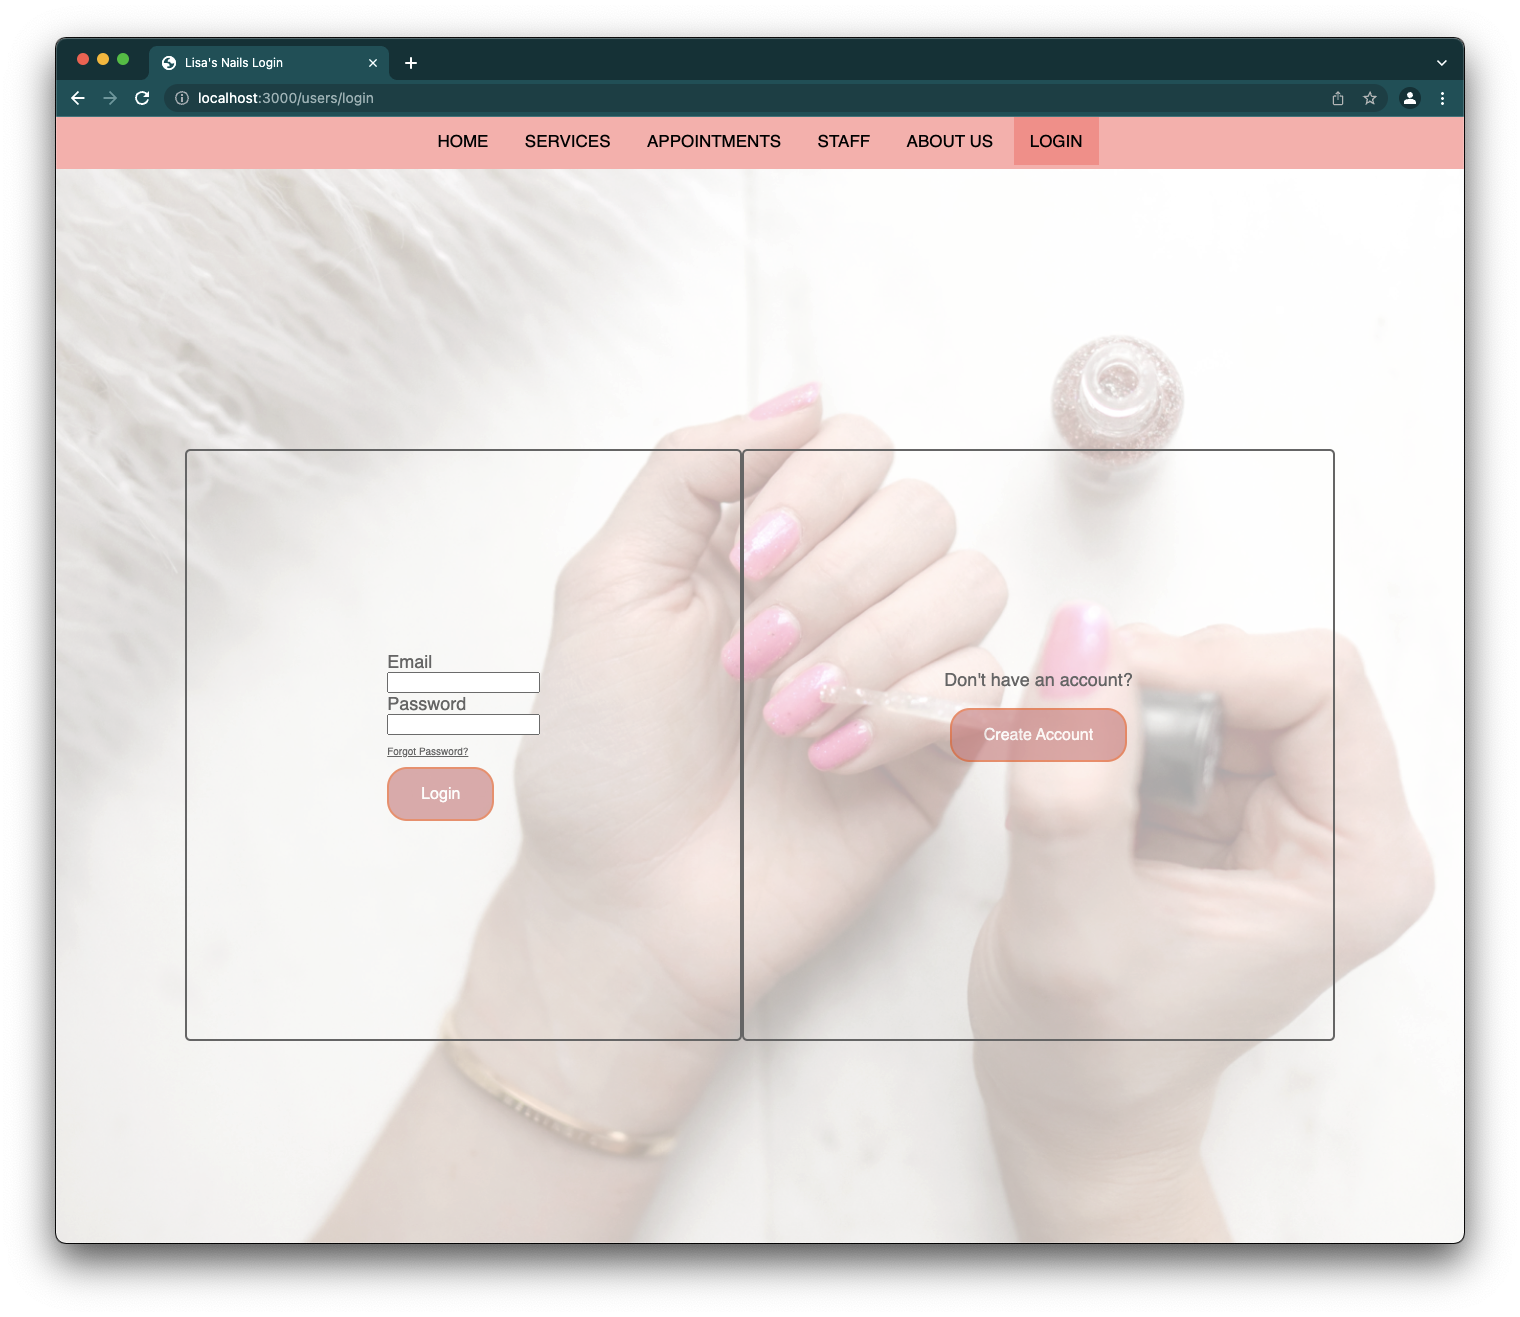 Lisa's Nails Login
localhost:3000/users/login
HOME SERVICES APPOINTMENTS STAFF ABOUT US LOGIN
Email
Password
Forgot Password?
Login
Don't have an account?
Create Account